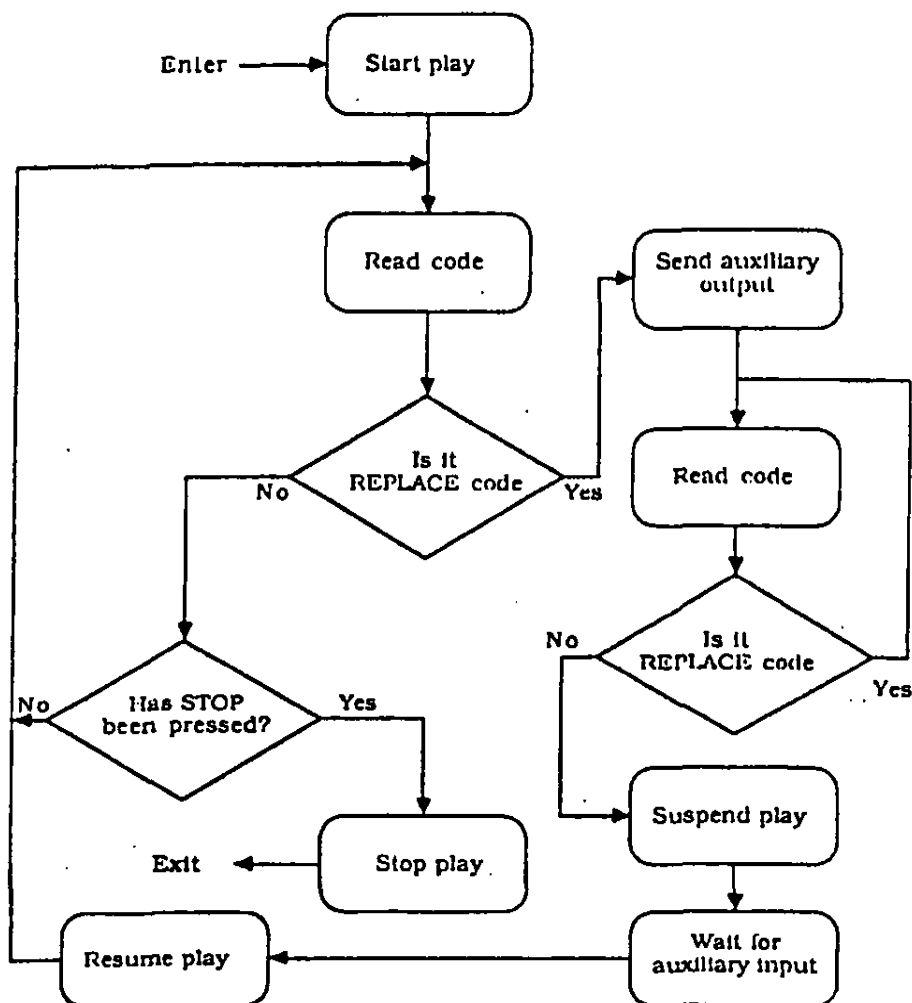 Enter
Start play
Read code
Send auxiliary
output
Is it
REPLACE code
No
Yes
Read code
Is it
REPLACE code
No
Yes
Has STOP
been pressed?
No
Yes
Suspend play
Exit
Stop play
Resume play
Wait for
auxiliary input